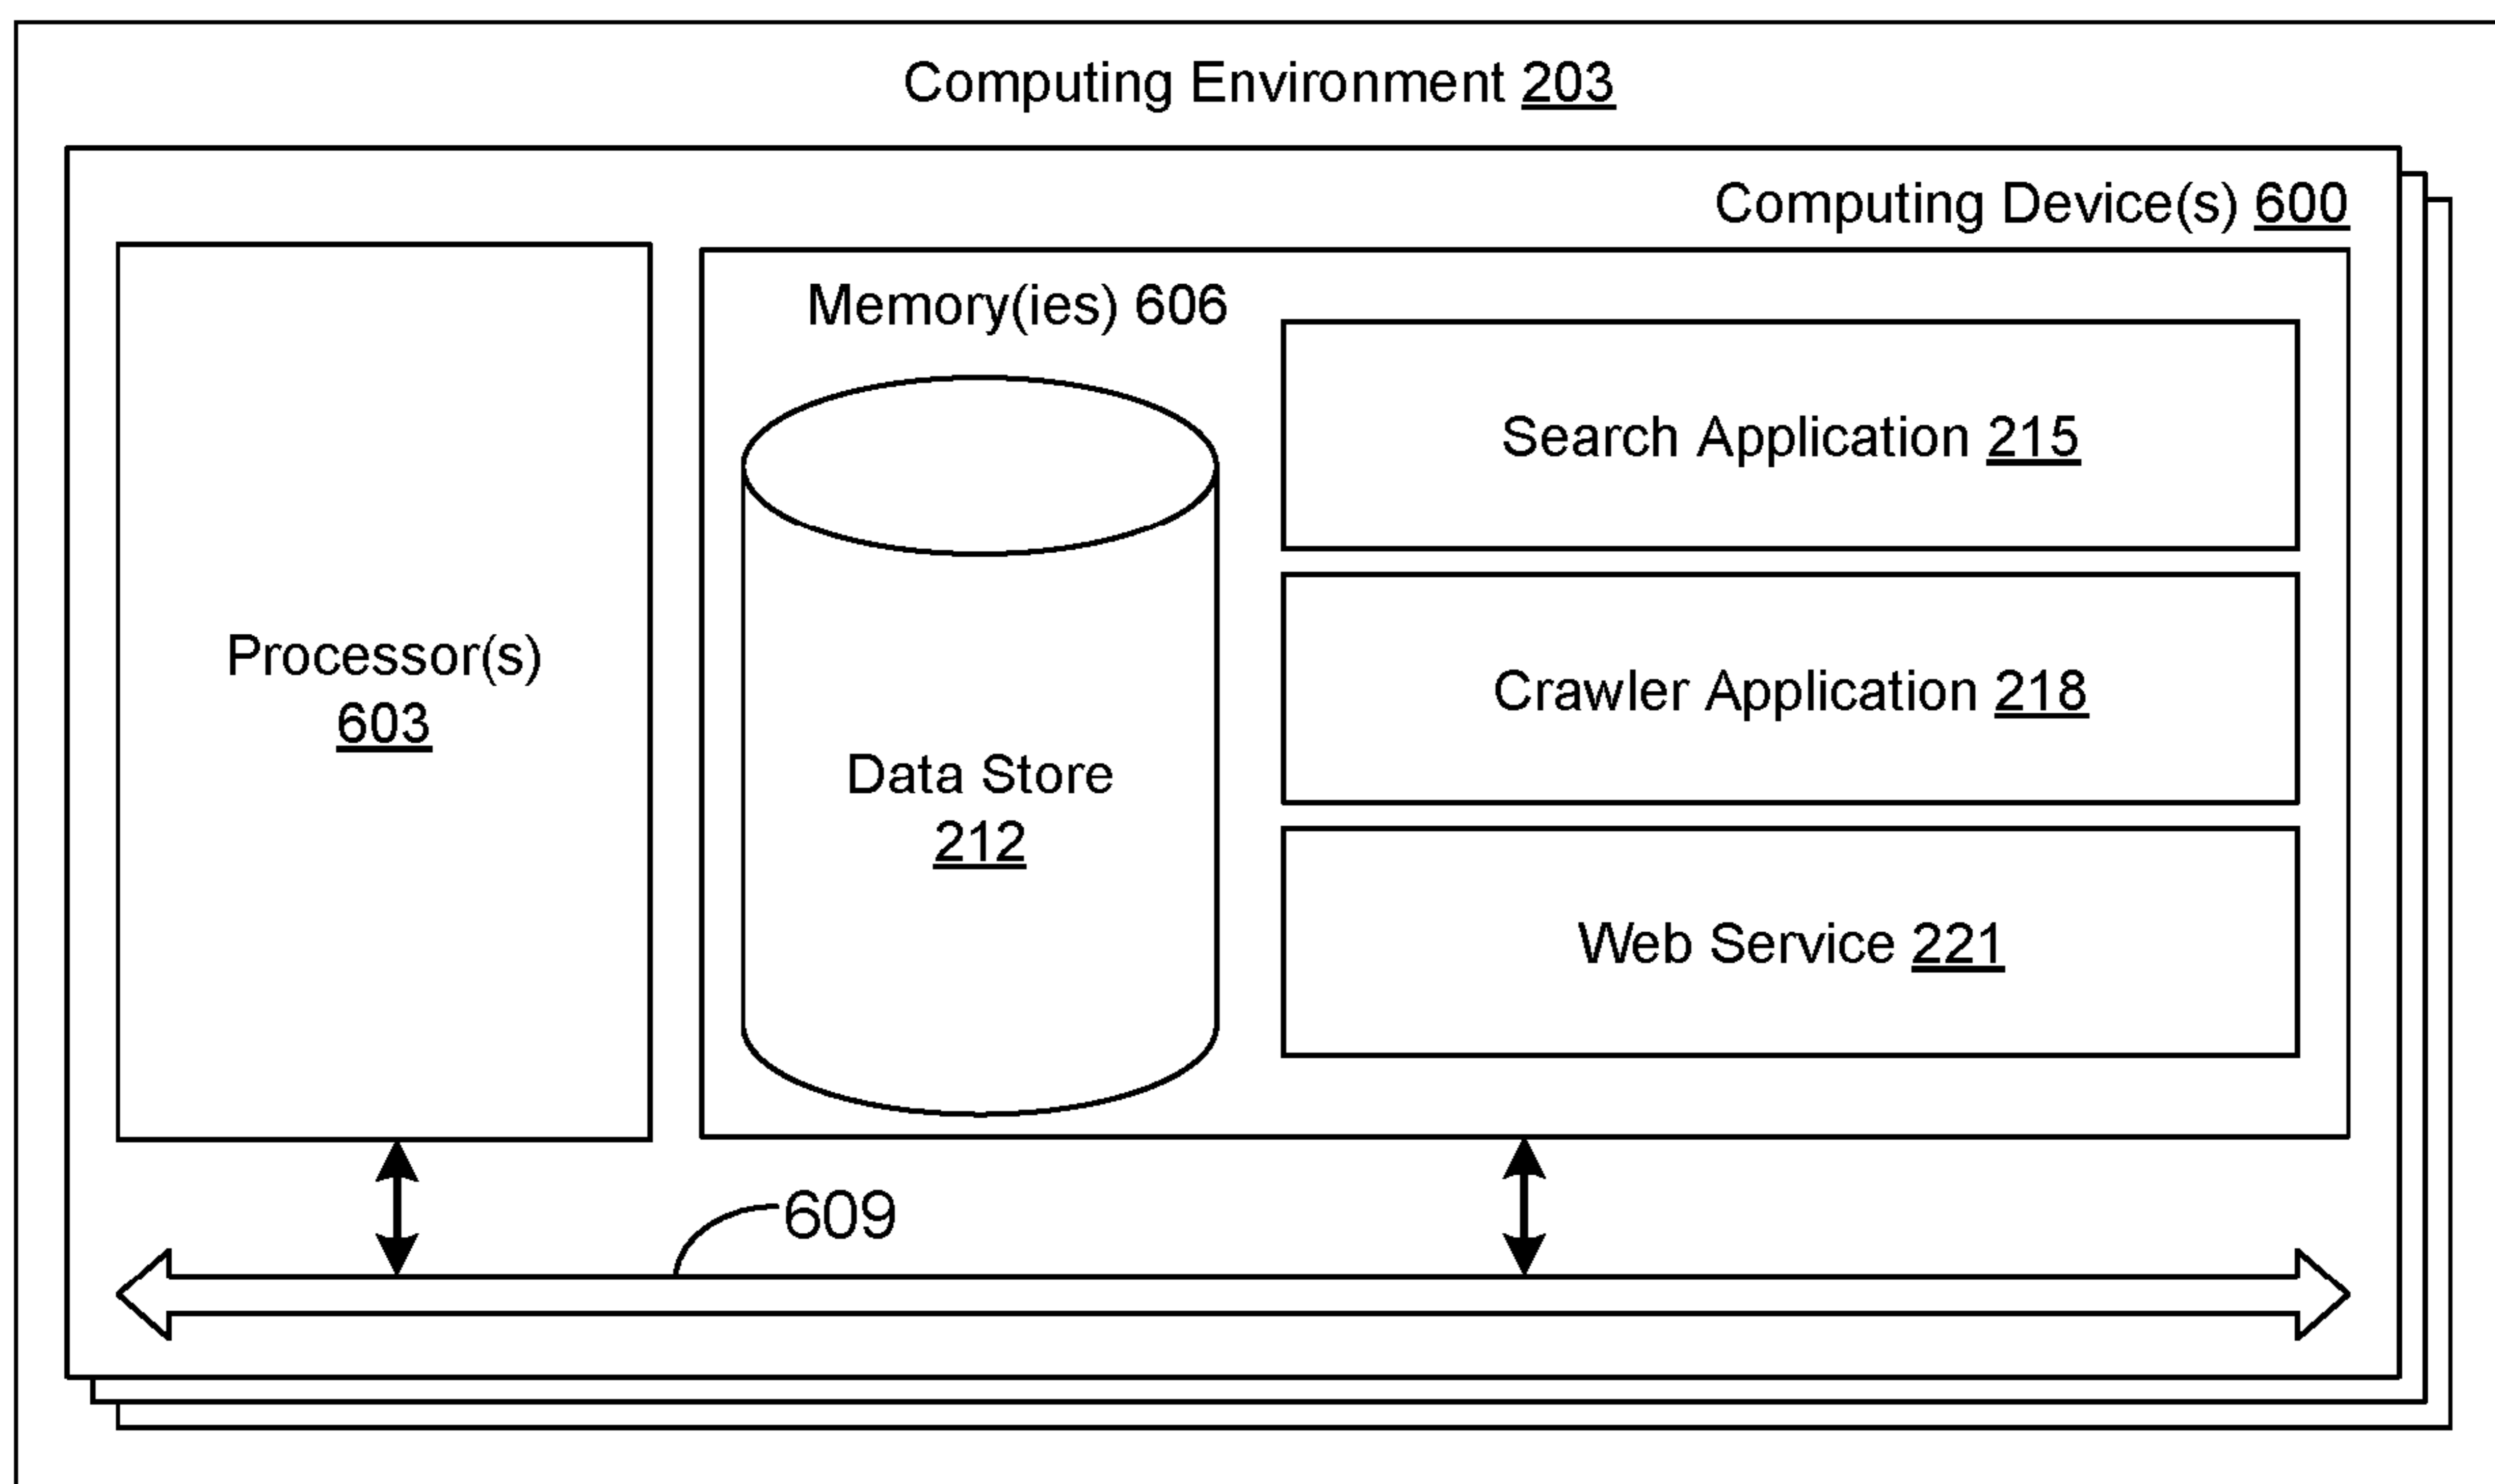 Computing Environment 203
Computing Device(s) 600
Processor(s)
603
Memory(ies) 606
Data Store
212
Search Application 215
Crawler Application 218
Web Service 221
609